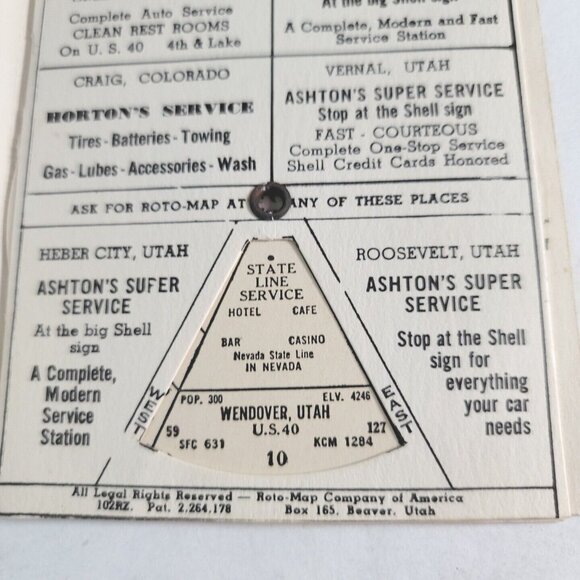 Complete Auto Service
CLEAN REST ROOMS
On U. S. 40 4th & Lake
At the big Shell sign
A Complete, Modern and Fast
Service Station
CRAIG, COLORADO
HORTON'S SERVICE
Tires - Batteries - Towing
Gas - Lubes - Accessories - Wash
VERNAL, UTAH
ASHTON'S SUPER SERVICE
Stop at the Shell sign
FAST - COURTEOUS
Complete One-Stop Service
Shell Credit Cards Honored
ASK FOR ROTO-MAP AT ANY OF THESE PLACES
HEBER CITY, UTAH
ASHTON'S SUFER
SERVICE
At the big Shell
sign
A Complete,
Modern
Service
Station
STATE
LINE
SERVICE
HOTEL CAFE
BAR CASINO
Nevada State Line
IN NEVADA
POP. 300 ELV. 4246
WENDOVER, UTAH
59 U.S. 40 127
SFC 631 KCM 1284
10
WEST
EAST
ROOSEVELT, UTAH
ASHTON'S SUPER
SERVICE
Stop at the Shell
sign for
everything
your car
needs
All Legal Rights Reserved — Roto-Map Company of America
102RZ. Pat. 2,264,178 Box 165, Beaver, Utah